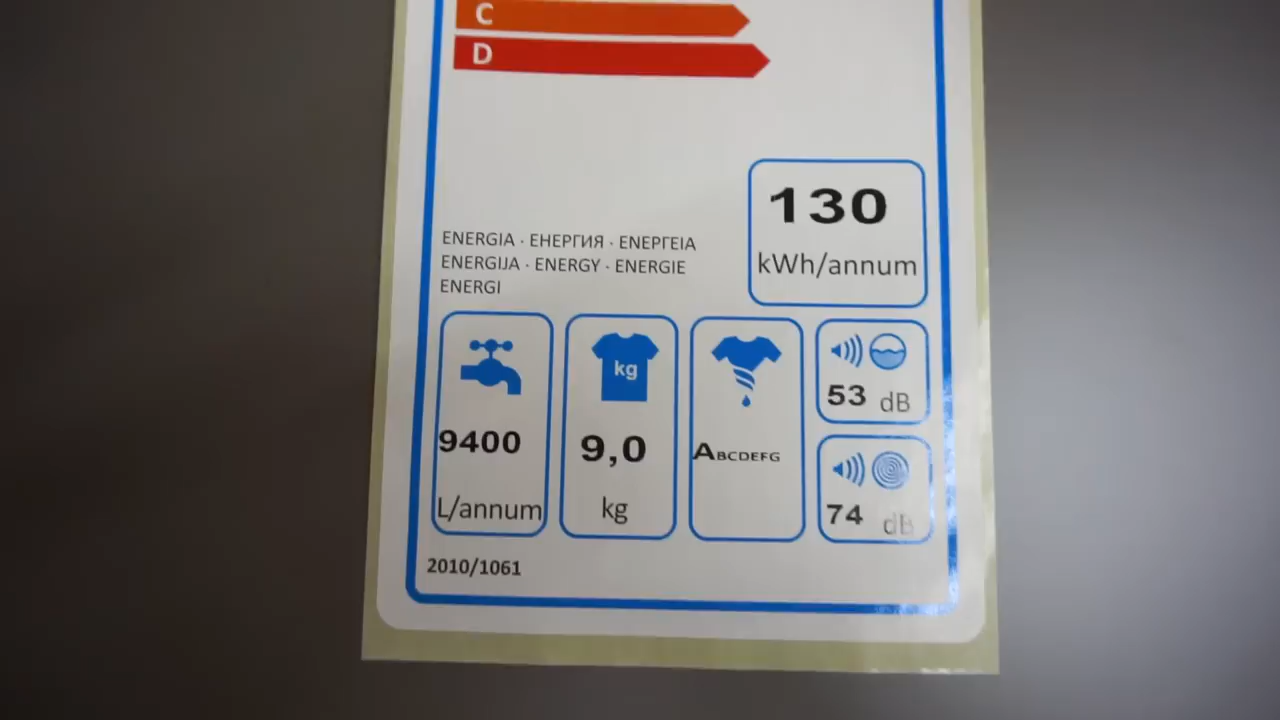 C
D
130
kWh/annum
ENERGIA · ЕНЕРГИЯ · ΕΝΕΡΓΕΙΑ
ENERGIJA · ENERGY · ENERGIE
ENERGI
kg
9400
L/annum
9,0
kg
ABCDEFG
53 dB
74 dB
2010/1061